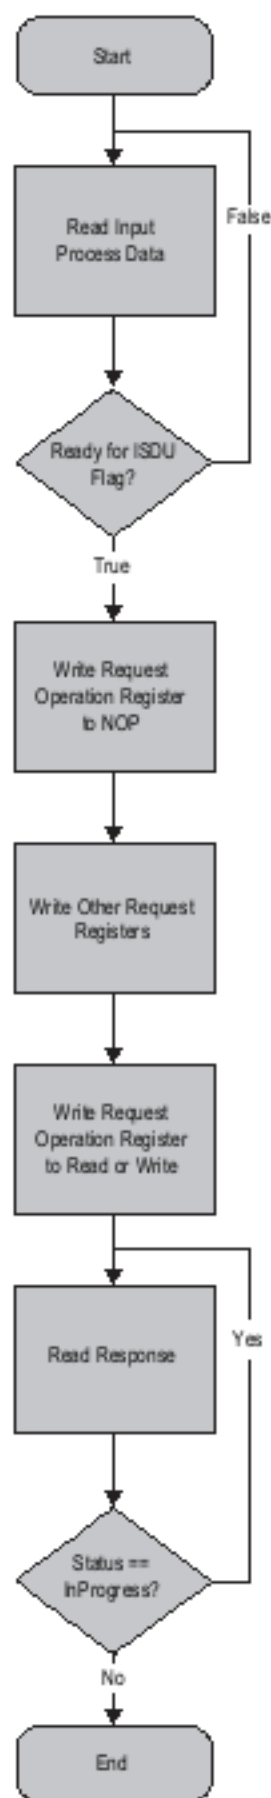 Start
False
Read Input
Process Data
Ready for ISDU
Flag?
True
Write Request
Operation Register
to NOP
Write Other Request
Registers
Write Request
Operation Register
to Read or Write
Yes
Read Response
Status ==
InProgress?
No
End